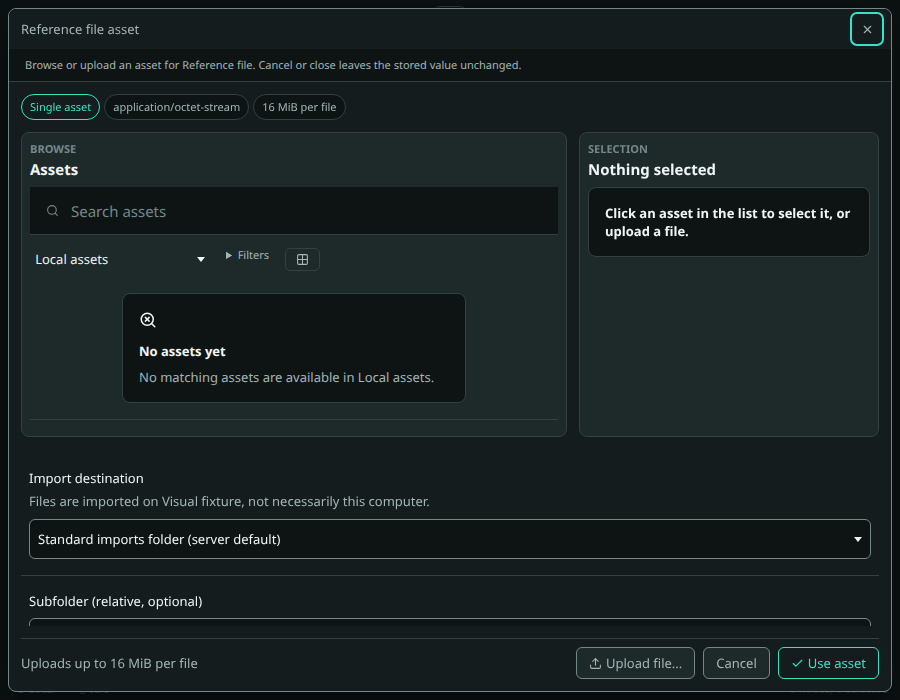 Reference file asset
Browse or upload an asset for Reference file. Cancel or close leaves the stored value unchanged.
Single asset
application/octet-stream
16 MiB per file
BROWSE
Assets
Search assets
Local assets
Filters
No assets yet
No matching assets are available in Local assets.
SELECTION
Nothing selected
Click an asset in the list to select it, or
upload a file.
Import destination
Files are imported on Visual fixture, not necessarily this computer.
Standard imports folder (server default)
Subfolder (relative, optional)
Uploads up to 16 MiB per file
Upload file...
Cancel
Use asset